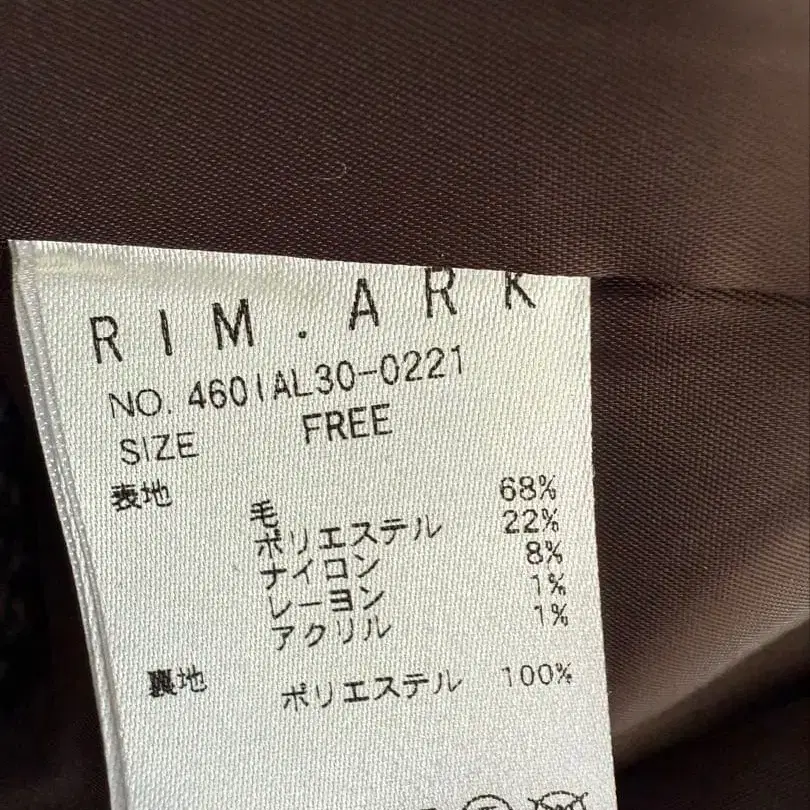 RIM.ARK
NO. 460IAL30-0221
SIZE FREE
表地
毛 68%
ポリエステル 22%
ナイロン 8%
レーヨン 1%
アクリル 1%
裏地 ポリエステル 100%